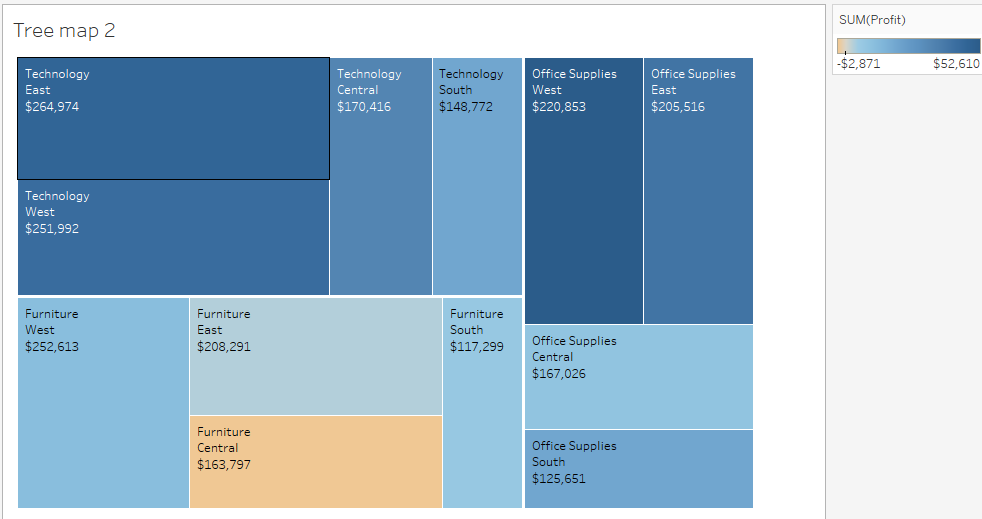 Tree map 2
Technology
East
$264,974
Technology
West
$251,992
Technology
Central
$170,416
Technology
South
$148,772
Office Supplies
West
$220,853
Office Supplies
East
$205,516
Furniture
West
$252,613
Furniture
East
$208,291
Furniture
Central
$163,797
Furniture
South
$117,299
Office Supplies
Central
$167,026
Office Supplies
South
$125,651
SUM(Profit)
-$2,871 $52,610